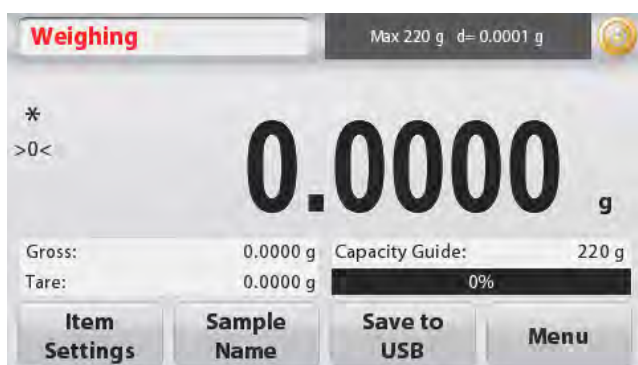 Weighing
Max 220 g d= 0.0001 g
*
>0<
0.0000 g
Gross: 0.0000 g Capacity Guide: 220 g
Tare: 0.0000 g 0%
Item Settings
Sample Name
Save to USB
Menu